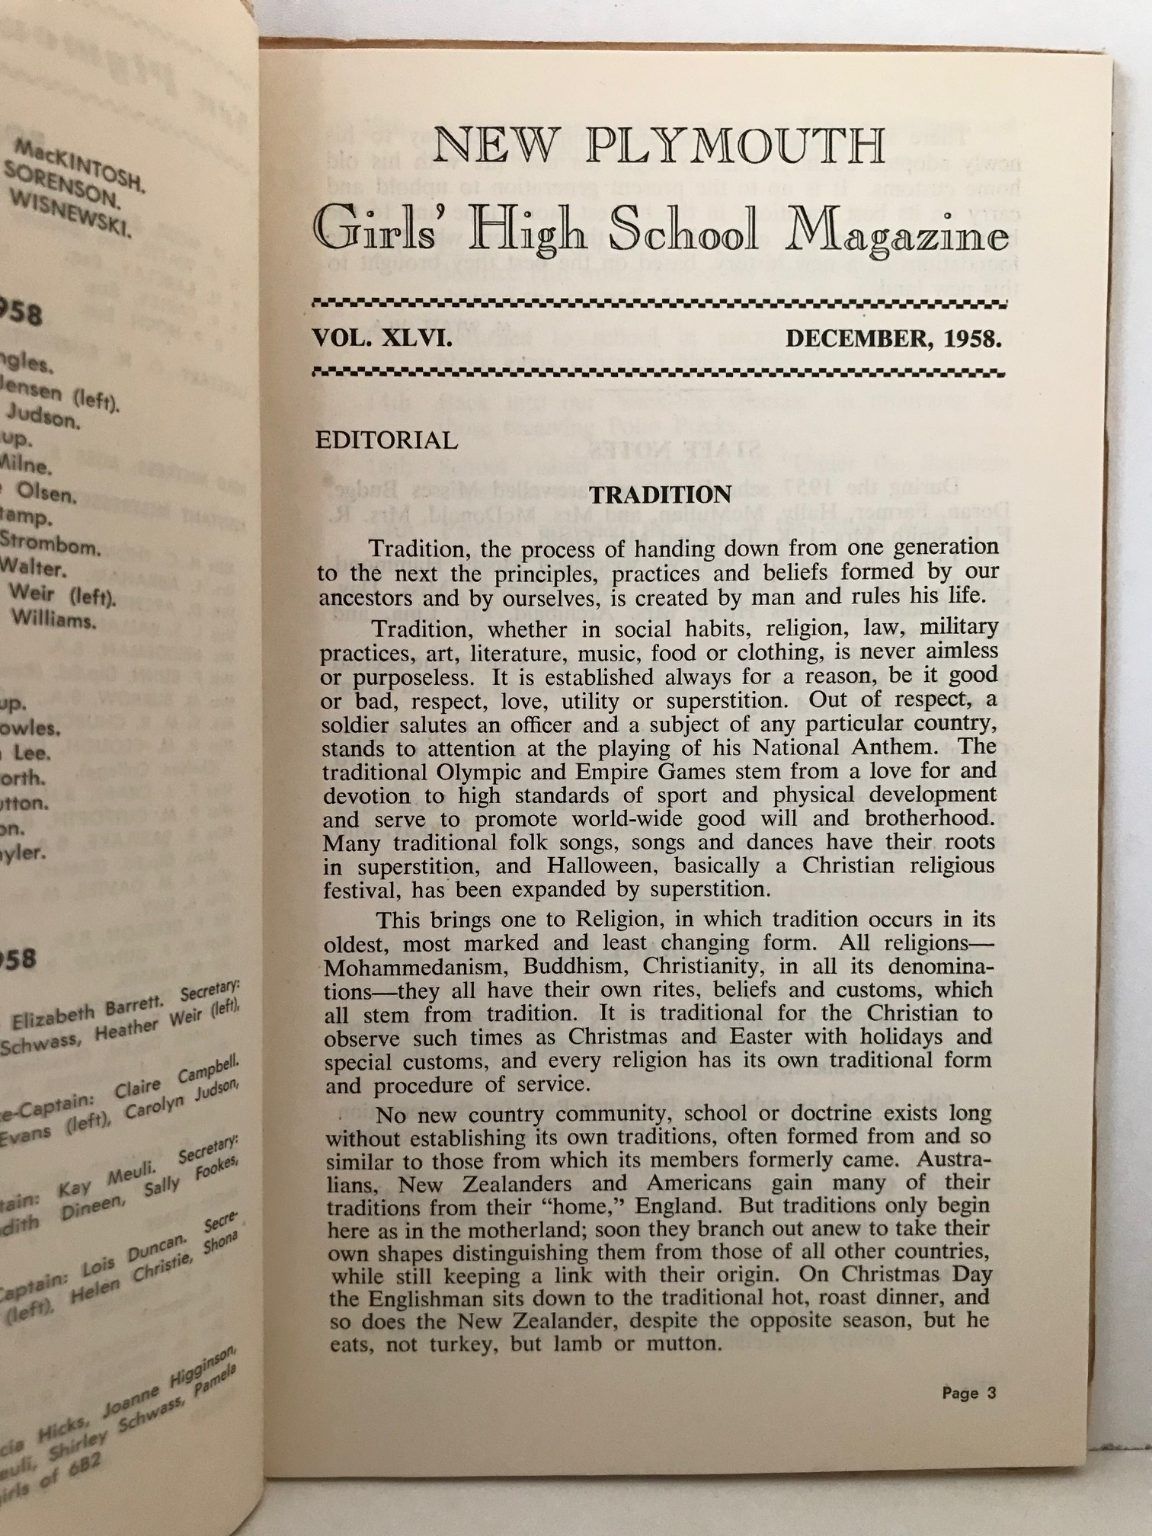 MacKINTOSH.
SORENSON.
WISNEWSKI.
958
ngles.
Jensen (left).
Judson.
up.
Milne.
Olsen.
tamp.
Strombom.
Walter.
Weir (left).
Williams.
up.
owles.
Lee.
orth.
utton.
on.
yler.
958
Elizabeth Barrett. Secretary:
Schwass, Heather Weir (left),
e-Captain: Claire Campbell.
Evans (left), Carolyn Judson,
tain: Kay Meuli. Secretary:
dith Dineen, Sally Fookes,
Captain: Lois Duncan. Secre-
(left), Helen Christie, Shona
cia Hicks, Joanne Higginson,
euli, Shirley Schwass, Pamela
girls of 6B2
NEW PLYMOUTH
Girls' High School Magazine
VOL. XLVI. DECEMBER, 1958.
EDITORIAL
TRADITION
Tradition, the process of handing down from one generation
to the next the principles, practices and beliefs formed by our
ancestors and by ourselves, is created by man and rules his life.
Tradition, whether in social habits, religion, law, military
practices, art, literature, music, food or clothing, is never aimless
or purposeless. It is established always for a reason, be it good
or bad, respect, love, utility or superstition. Out of respect, a
soldier salutes an officer and a subject of any particular country,
stands to attention at the playing of his National Anthem. The
traditional Olympic and Empire Games stem from a love for and
devotion to high standards of sport and physical development
and serve to promote world-wide good will and brotherhood.
Many traditional folk songs, songs and dances have their roots
in superstition, and Halloween, basically a Christian religious
festival, has been expanded by superstition.
This brings one to Religion, in which tradition occurs in its
oldest, most marked and least changing form. All religions—
Mohammedanism, Buddhism, Christianity, in all its denomina-
tions—they all have their own rites, beliefs and customs, which
all stem from tradition. It is traditional for the Christian to
observe such times as Christmas and Easter with holidays and
special customs, and every religion has its own traditional form
and procedure of service.
No new country community, school or doctrine exists long
without establishing its own traditions, often formed from and so
similar to those from which its members formerly came. Austra-
lians, New Zealanders and Americans gain many of their
traditions from their "home," England. But traditions only begin
here as in the motherland; soon they branch out anew to take their
own shapes distinguishing them from those of all other countries,
while still keeping a link with their origin. On Christmas Day
the Englishman sits down to the traditional hot, roast dinner, and
so does the New Zealander, despite the opposite season, but he
eats, not turkey, but lamb or mutton.
Page 3